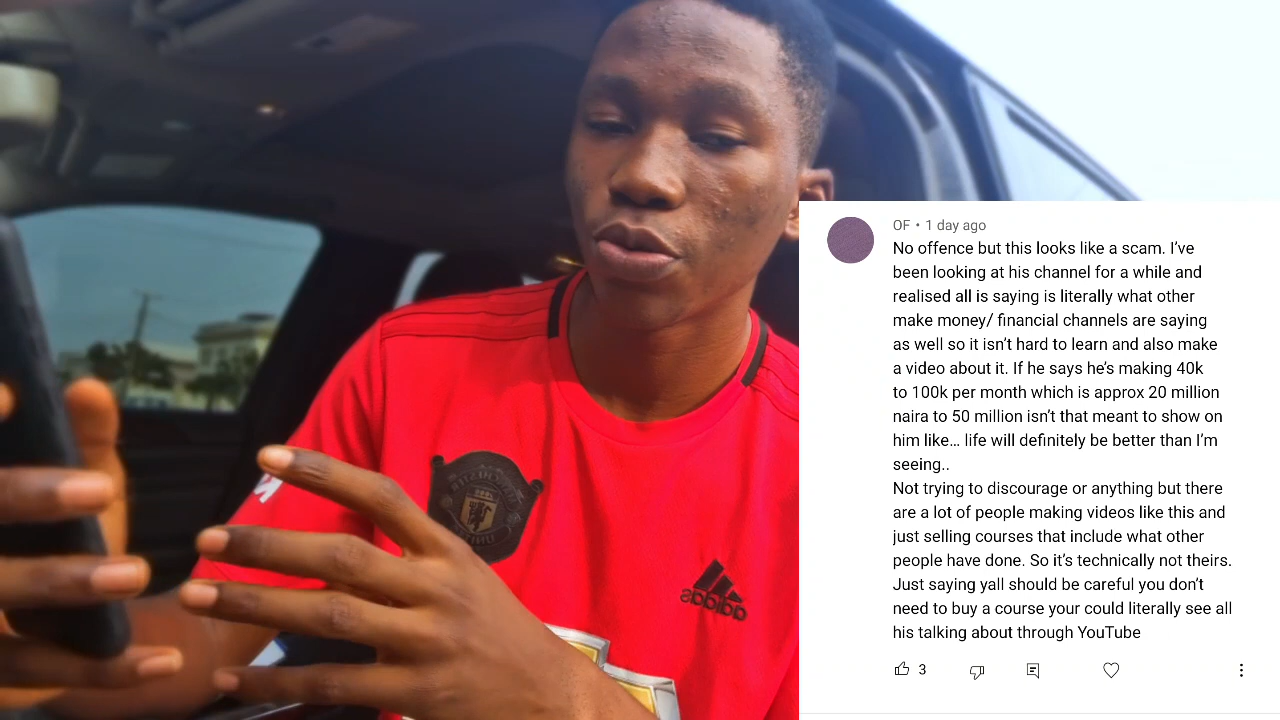 OF • 1 day ago
No offence but this looks like a scam. I’ve
been looking at his channel for a while and
realised all is saying is literally what other
make money/ financial channels are saying
as well so it isn’t hard to learn and also make
a video about it. If he says he’s making 40k
to 100k per month which is approx 20 million
naira to 50 million isn’t that meant to show on
him like... life will definitely be better than I’m
seeing..
Not trying to discourage or anything but there
are a lot of people making videos like this and
just selling courses that include what other
people have done. So it’s technically not theirs.
Just saying yall should be careful you don’t
need to buy a course your could literally see all
his talking about through YouTube
3
adidas